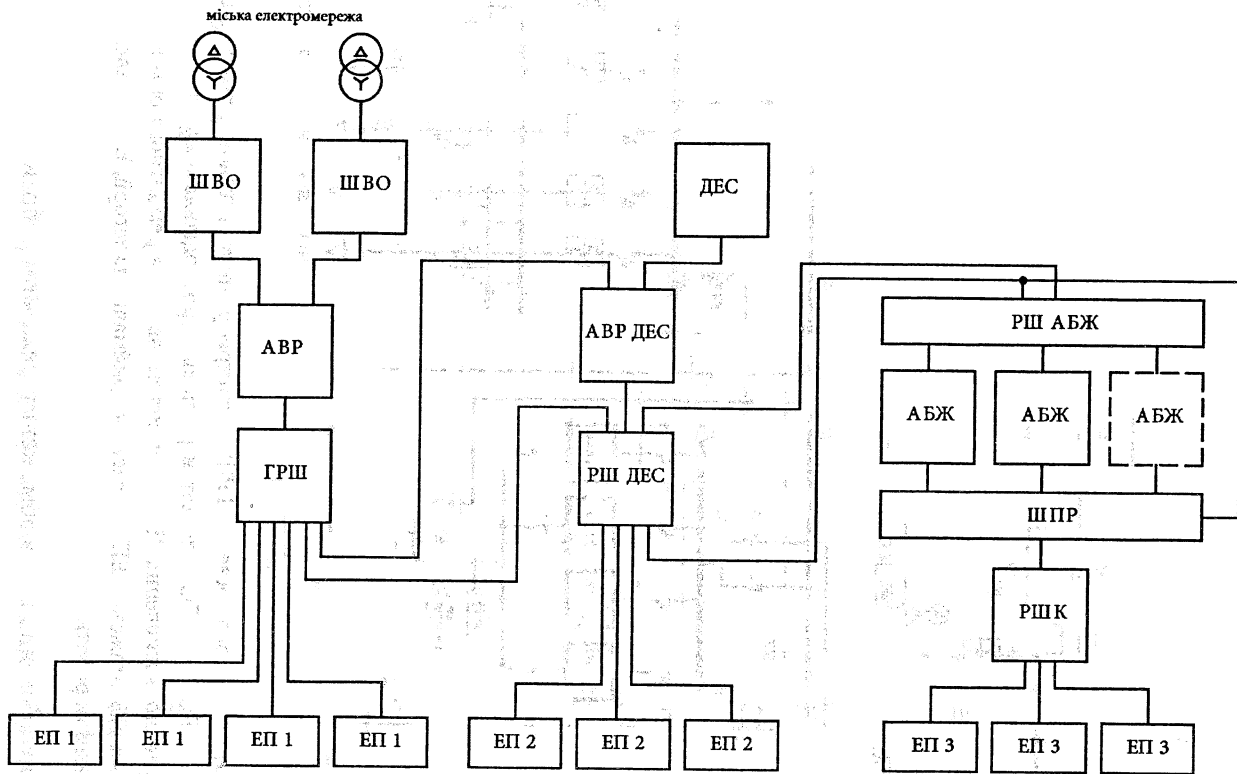 міська електромережа
ШВО
ШВО
ДЕС
АВР
АВР ДЕС
РШ АБЖ
АБЖ
АБЖ
АБЖ
ГРШ
РШ ДЕС
ШПР
РШК
ЕП 1
ЕП 1
ЕП 1
ЕП 1
ЕП 2
ЕП 2
ЕП 2
ЕП 3
ЕП 3
ЕП 3